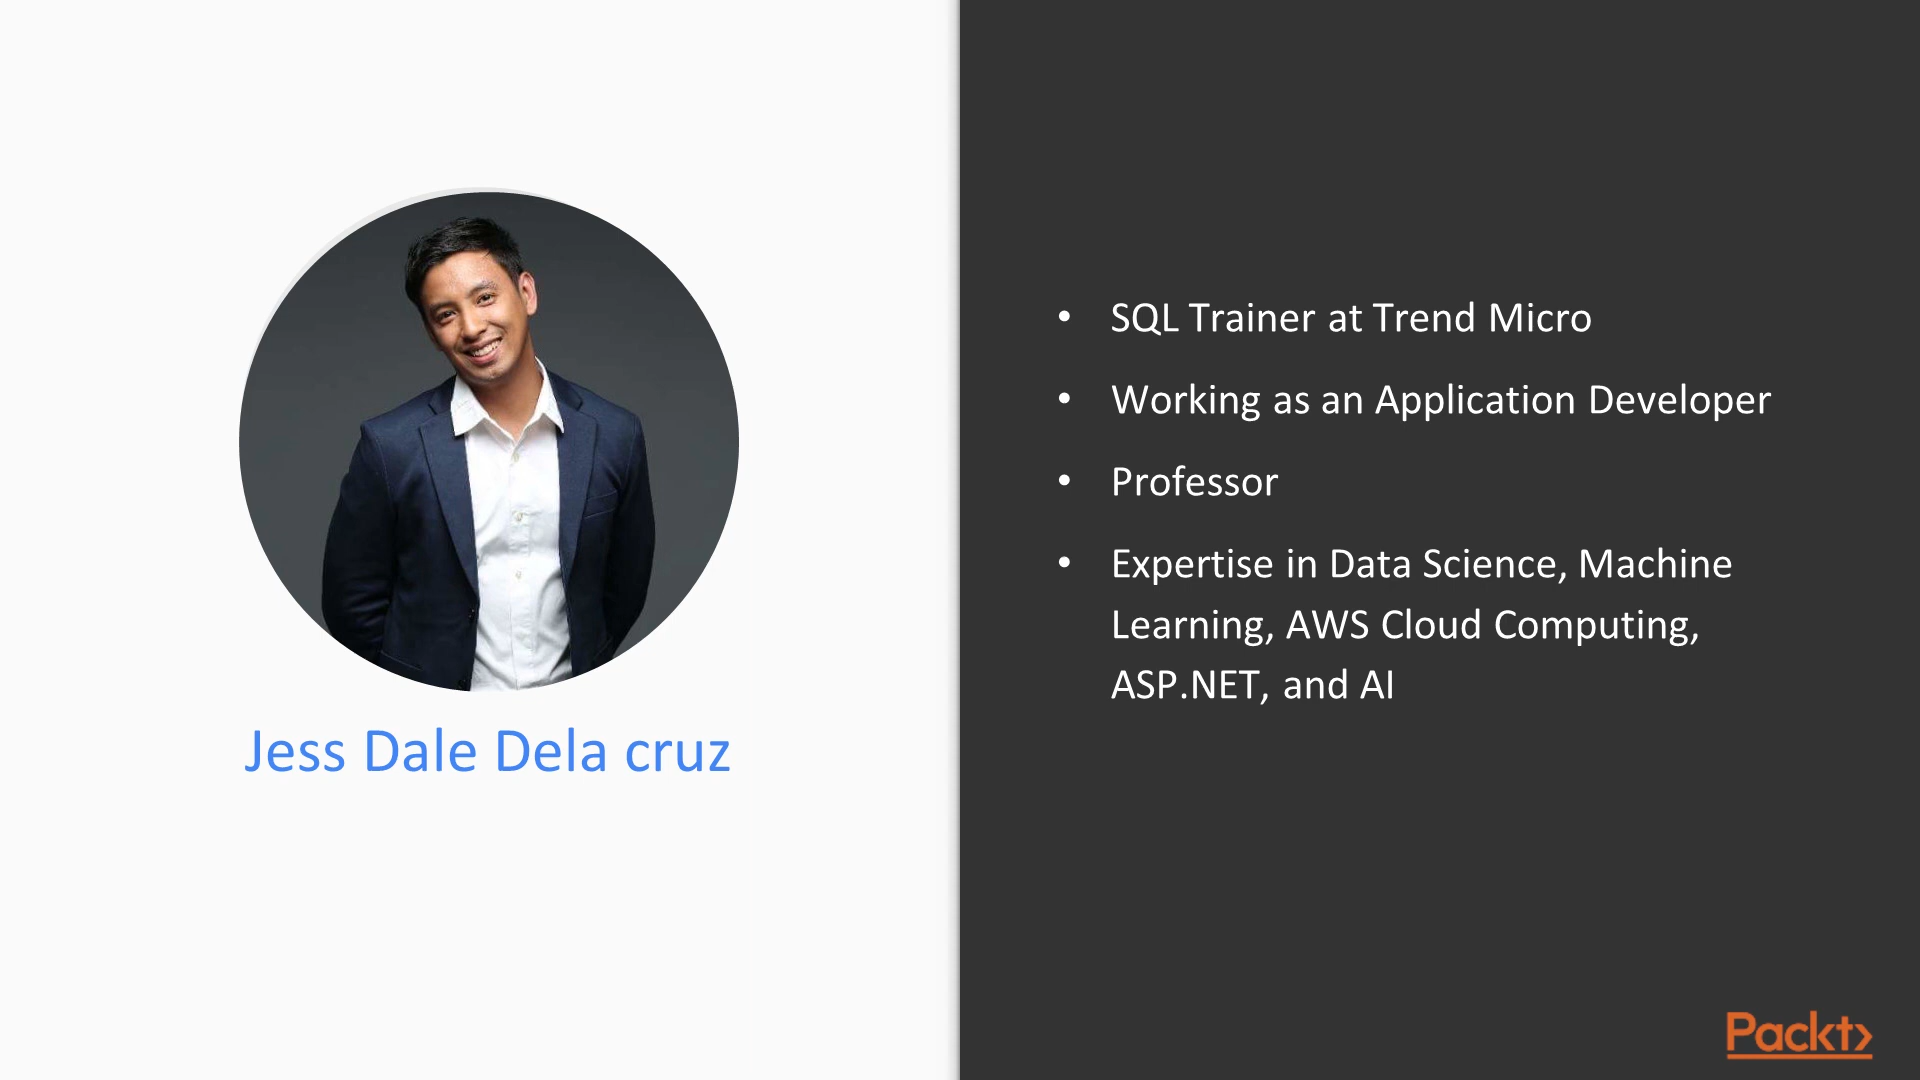 Jess Dale Dela cruz
• SQL Trainer at Trend Micro
• Working as an Application Developer
• Professor
• Expertise in Data Science, Machine
Learning, AWS Cloud Computing,
ASP.NET, and AI
Packt>